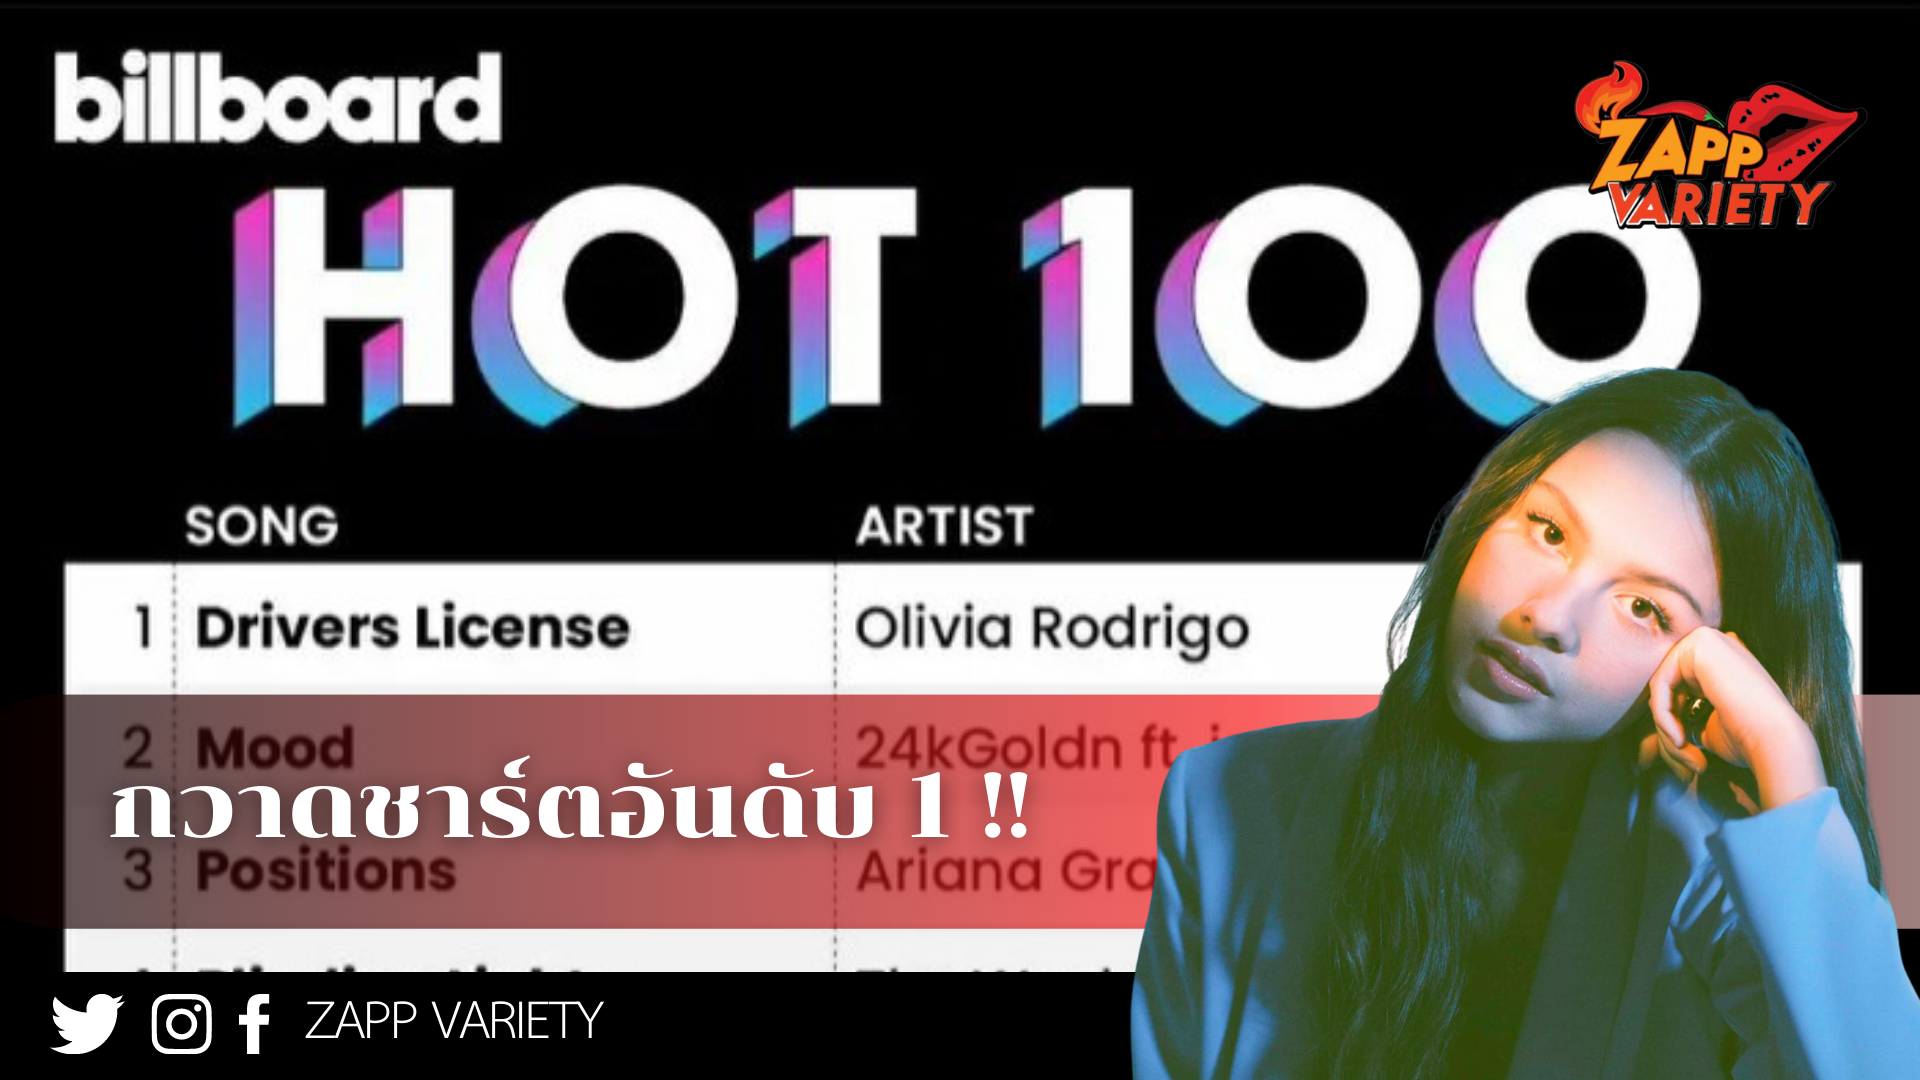 billboard
ZAPP
VARIETY
HOT 100
SONG ARTIST
1 Drivers License Olivia Rodrigo
2 Mood 24kGoldn ft.
กวาดชาร์ตอันดับ 1 !!
3 Positions Ariana
ZAPP VARIETY